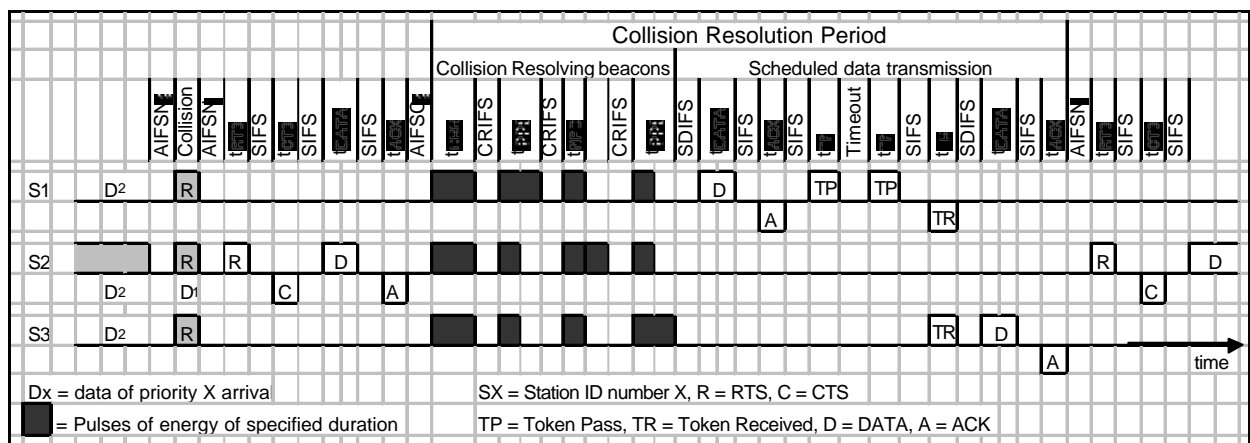 Collision Resolution Period
Collision Resolving beacons Scheduled data transmission
AIFSN Collision AIFSN SIFS SIFS SIFS AIFSC CRIFS CRIFS CRIFS SDIFS SIFS SIFS Timeout SDIFS SIFS AIFSN SIFS SIFS
S1 D2 R D TP TP
A TR
S2 R R D R D
D2 D1 C A C
S3 D2 R TR D
A time
Dx = data of priority X arrival SX = Station ID number X, R = RTS, C = CTS
= Pulses of energy of specified duration TP = Token Pass, TR = Token Received, D = DATA, A = ACK